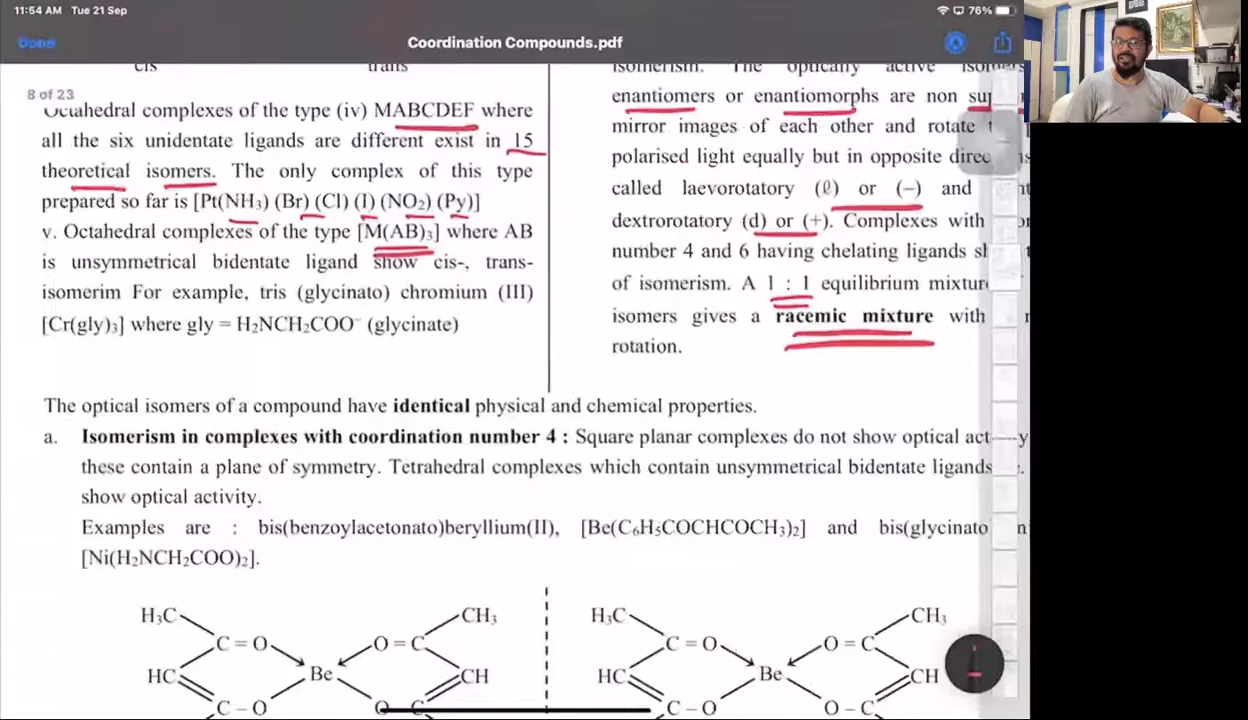 11:54 AM Tue 21 Sep
76%
Done
Coordination Compounds.pdf
cis trans
8 of 23
Octahedral complexes of the type (iv) MABCDEF where
all the six unidentate ligands are different exist in 15
theoretical isomers. The only complex of this type
prepared so far is [Pt(NH₃) (Br) (Cl) (I) (NO₂) (Py)]
v. Octahedral complexes of the type [M(AB)₃] where AB
is unsymmetrical bidentate ligand show cis-, trans-
isomerim For example, tris (glycinato) chromium (III)
[Cr(gly)₃] where gly = H₂NCH₂COO⁻ (glycinate)
isomerism. The optically active isomers
enantiomers or enantiomorphs are non
mirror images of each other and rotate
polarised light equally but in opposite
called laevorotatory (ℓ) or (−) and
dextrorotatory (d) or (+). Complexes with
number 4 and 6 having chelating ligands
of isomerism. A 1 : 1 equilibrium
isomers gives a racemic mixture with
rotation.
The optical isomers of a compound have identical physical and chemical properties.
a. Isomerism in complexes with coordination number 4 : Square planar complexes do not show optical
these contain a plane of symmetry. Tetrahedral complexes which contain unsymmetrical bidentate ligands
show optical activity.
Examples are : bis(benzoylacetonato)beryllium(II), [Be(C₆H₅COCHCOCH₃)₂] and bis(glycinato
[Ni(H₂NCH₂COO)₂].
H₃C CH₃ H₃C CH₃
C = O O = C C = O O = C
HC Be CH HC Be CH
C − O O C C − O O − C